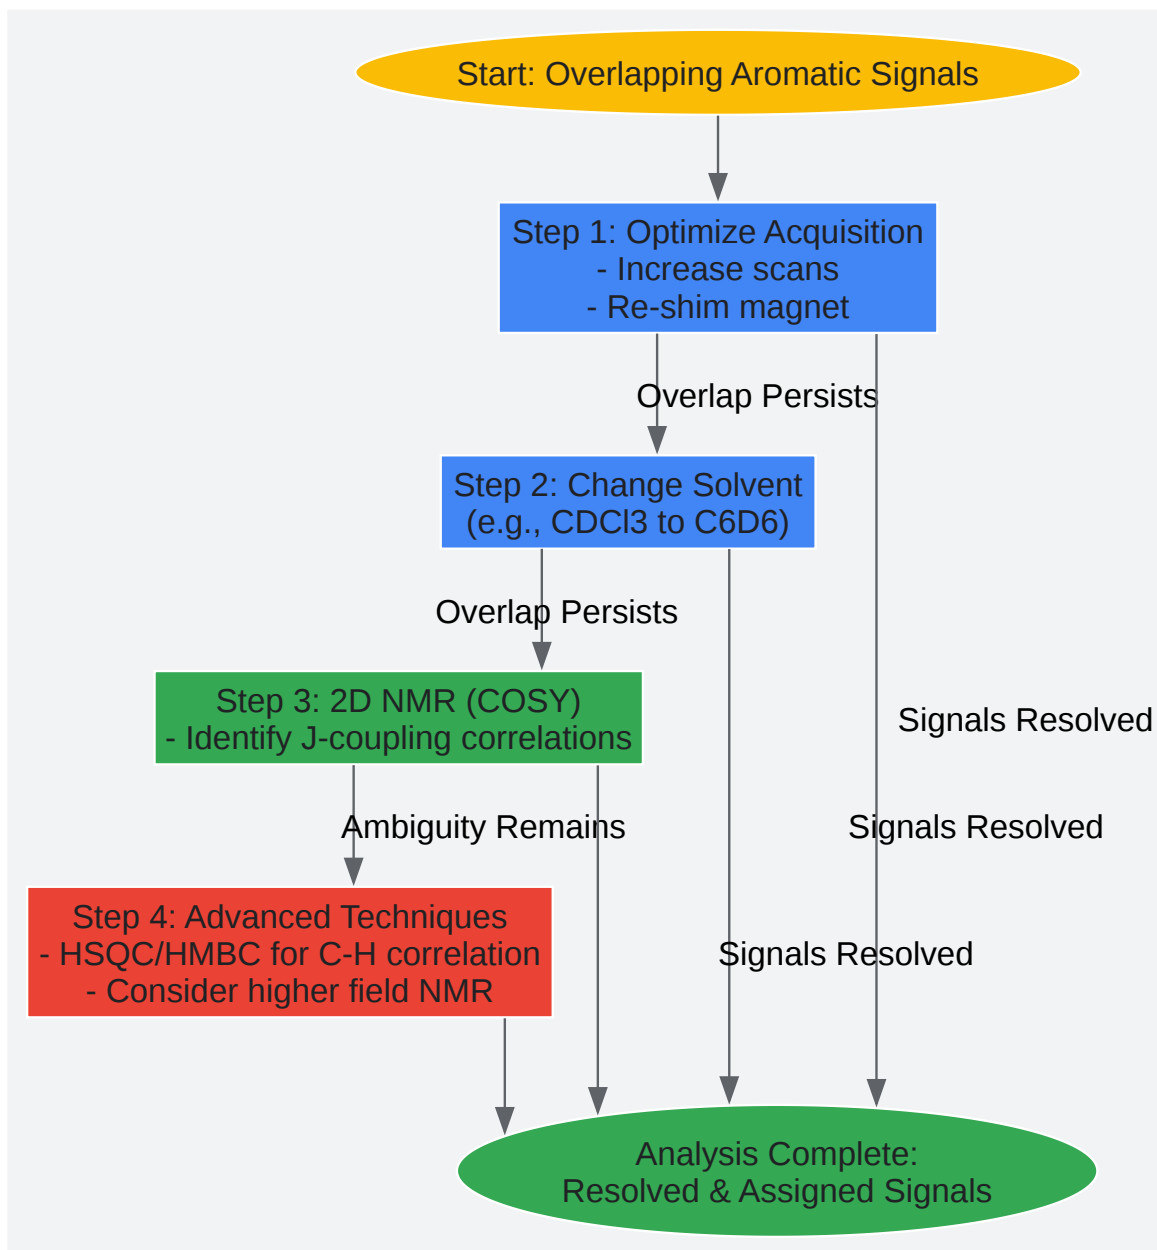 Start: Overlapping Aromatic Signals
Step 1: Optimize Acquisition
- Increase scans
- Re-shim magnet
Overlap Persists
Step 2: Change Solvent
(e.g., CDCl3 to C6D6)
Overlap Persists
Step 3: 2D NMR (COSY)
- Identify J-coupling correlations
Signals Resolved
Ambiguity Remains
Signals Resolved
Step 4: Advanced Techniques
- HSQC/HMBC for C-H correlation
- Consider higher field NMR
Signals Resolved
Analysis Complete:
Resolved & Assigned Signals